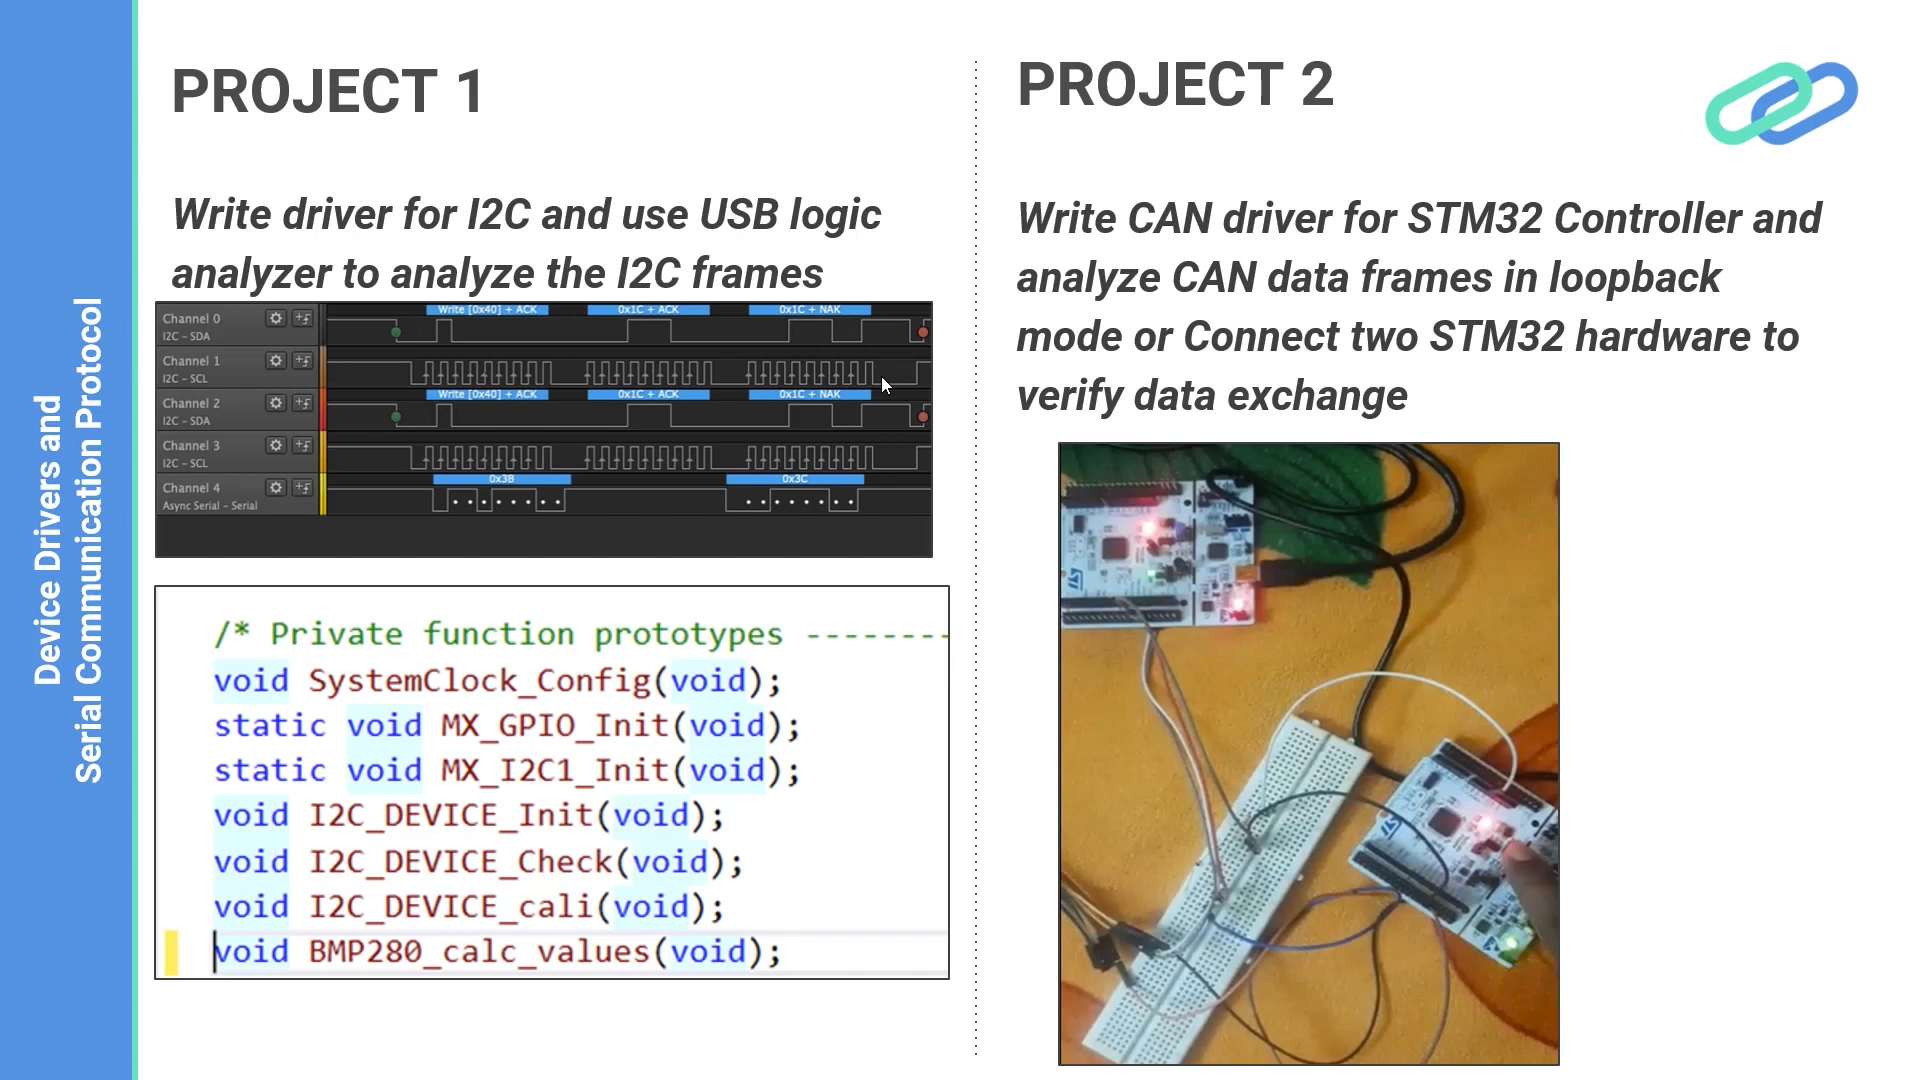 Device Drivers and
Serial Communication Protocol
PROJECT 1
Write driver for I2C and use USB logic
analyzer to analyze the I2C frames
Channel 0
I2C - SDA
Write [0x40] + ACK
0x1C + ACK
0x1C + NAK
Channel 1
I2C - SCL
Channel 2
I2C - SDA
Write [0x40] + ACK
0x1C + ACK
0x1C + NAK
Channel 3
I2C - SCL
Channel 4
Async Serial - Serial
0x3B
0x3C
/* Private function prototypes --------
void SystemClock_Config(void);
static void MX_GPIO_Init(void);
static void MX_I2C1_Init(void);
void I2C_DEVICE_Init(void);
void I2C_DEVICE_Check(void);
void I2C_DEVICE_cali(void);
void BMP280_calc_values(void);
PROJECT 2
Write CAN driver for STM32 Controller and
analyze CAN data frames in loopback
mode or Connect two STM32 hardware to
verify data exchange